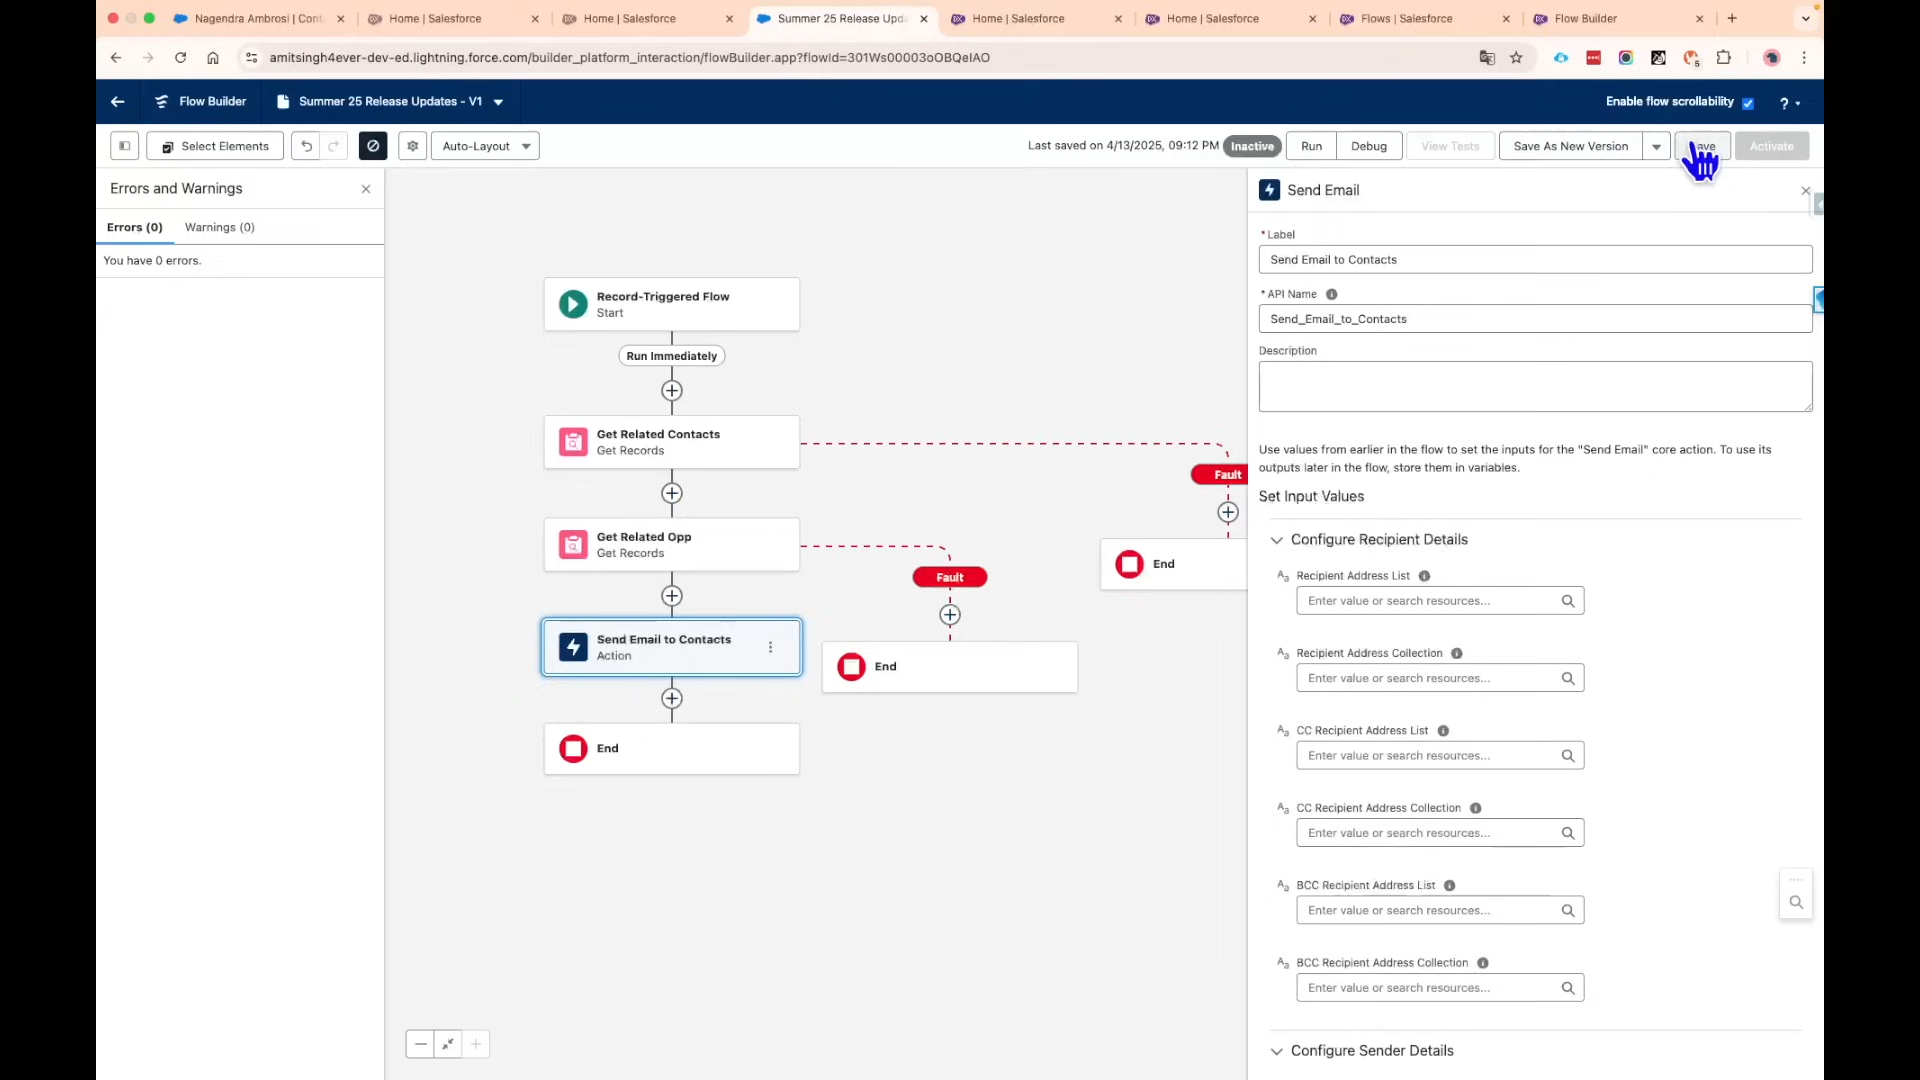 Nagendra Ambrosi | Cont
Home | Salesforce
Home | Salesforce
Summer 25 Release Upd
Home | Salesforce
Home | Salesforce
Flows | Salesforce
Flow Builder
amitsingh4ever-dev-ed.lightning.force.com/builder_platform_interaction/flowBuilder.app?flowId=301Ws00003oOBQeIAO
Flow Builder
Summer 25 Release Updates - V1
Enable flow scrollability
?
Select Elements
Auto-Layout
Last saved on 4/13/2025, 09:12 PM
Inactive
Run
Debug
View Tests
Save As New Version
Activate
Errors and Warnings
Errors (0)
Warnings (0)
You have 0 errors.
Record-Triggered Flow
Start
Run Immediately
Get Related Contacts
Get Records
Fault
End
Get Related Opp
Get Records
Fault
End
Send Email to Contacts
Action
End
Send Email
* Label
Send Email to Contacts
* API Name
Send_Email_to_Contacts
Description
Use values from earlier in the flow to set the inputs for the "Send Email" core action. To use its
outputs later in the flow, store them in variables.
Set Input Values
Configure Recipient Details
Aa Recipient Address List
Enter value or search resources...
Aa Recipient Address Collection
Enter value or search resources...
Aa CC Recipient Address List
Enter value or search resources...
Aa CC Recipient Address Collection
Enter value or search resources...
Aa BCC Recipient Address List
Enter value or search resources...
Aa BCC Recipient Address Collection
Enter value or search resources...
Configure Sender Details